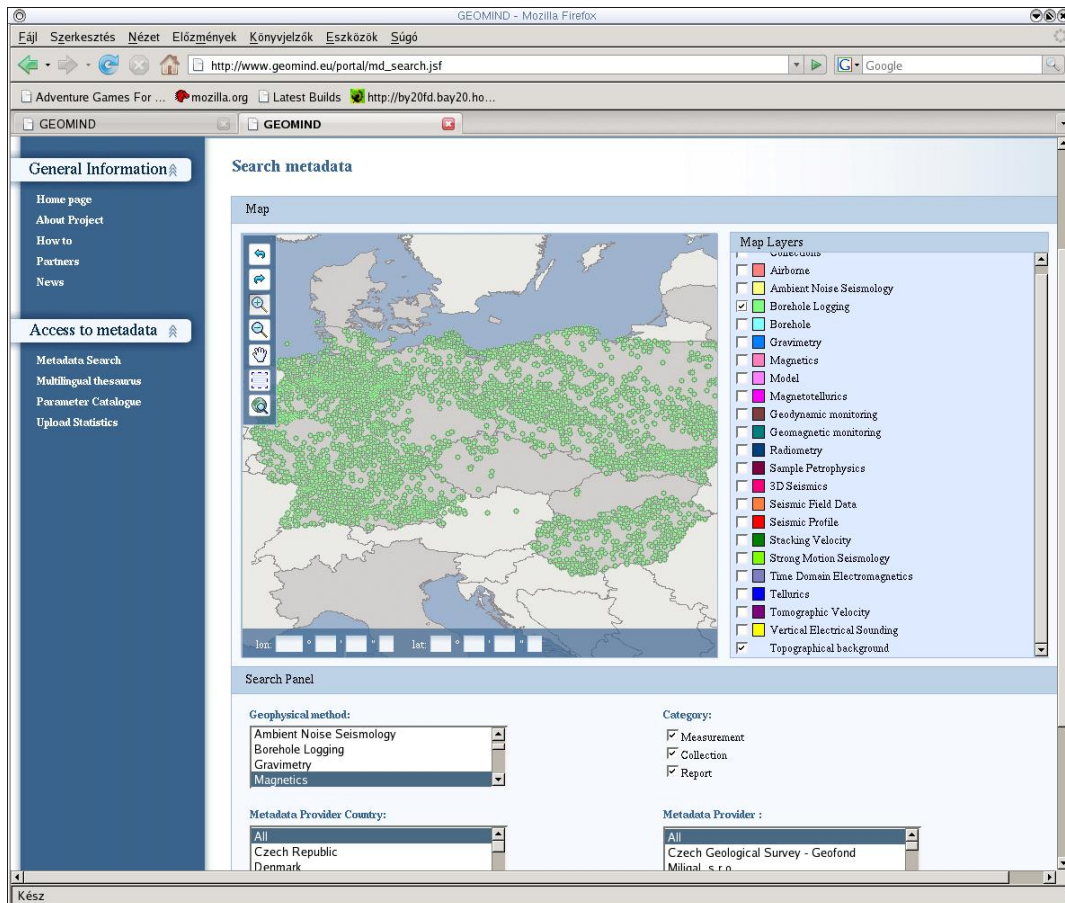 GEOMIND - Mozilla Firefox
Fájl Szerkesztés Nézet Előzmények Könyvjelzők Eszközök Súgó
http://www.geomind.eu/portal/md_search.jsf
G Google
Adventure Games For ... mozilla.org Latest Builds http://by20fd.bay20.ho...
GEOMIND
GEOMIND
General Information
Home page
About Project
How to
Partners
News
Access to metadata
Metadata Search
Multilingual thesaurus
Parameter Catalogue
Upload Statistics
Search metadata
Map
lon: ° ' " lat: ° ' "
Map Layers
Collections
Airborne
Ambient Noise Seismology
Borehole Logging
Borehole
Gravimetry
Magnetics
Model
Magnetotellurics
Geodynamic monitoring
Geomagnetic monitoring
Radiometry
Sample Petrophysics
3D Seismics
Seismic Field Data
Seismic Profile
Stacking Velocity
Strong Motion Seismology
Time Domain Electromagnetics
Tellurics
Tomographic Velocity
Vertical Electrical Sounding
Topographical background
Search Panel
Geophysical method:
Ambient Noise Seismology
Borehole Logging
Gravimetry
Magnetics
Category:
Measurement
Collection
Report
Metadata Provider Country:
All
Czech Republic
Denmark
Metadata Provider :
All
Czech Geological Survey - Geofond
Miligal, s.r.o.
Kész